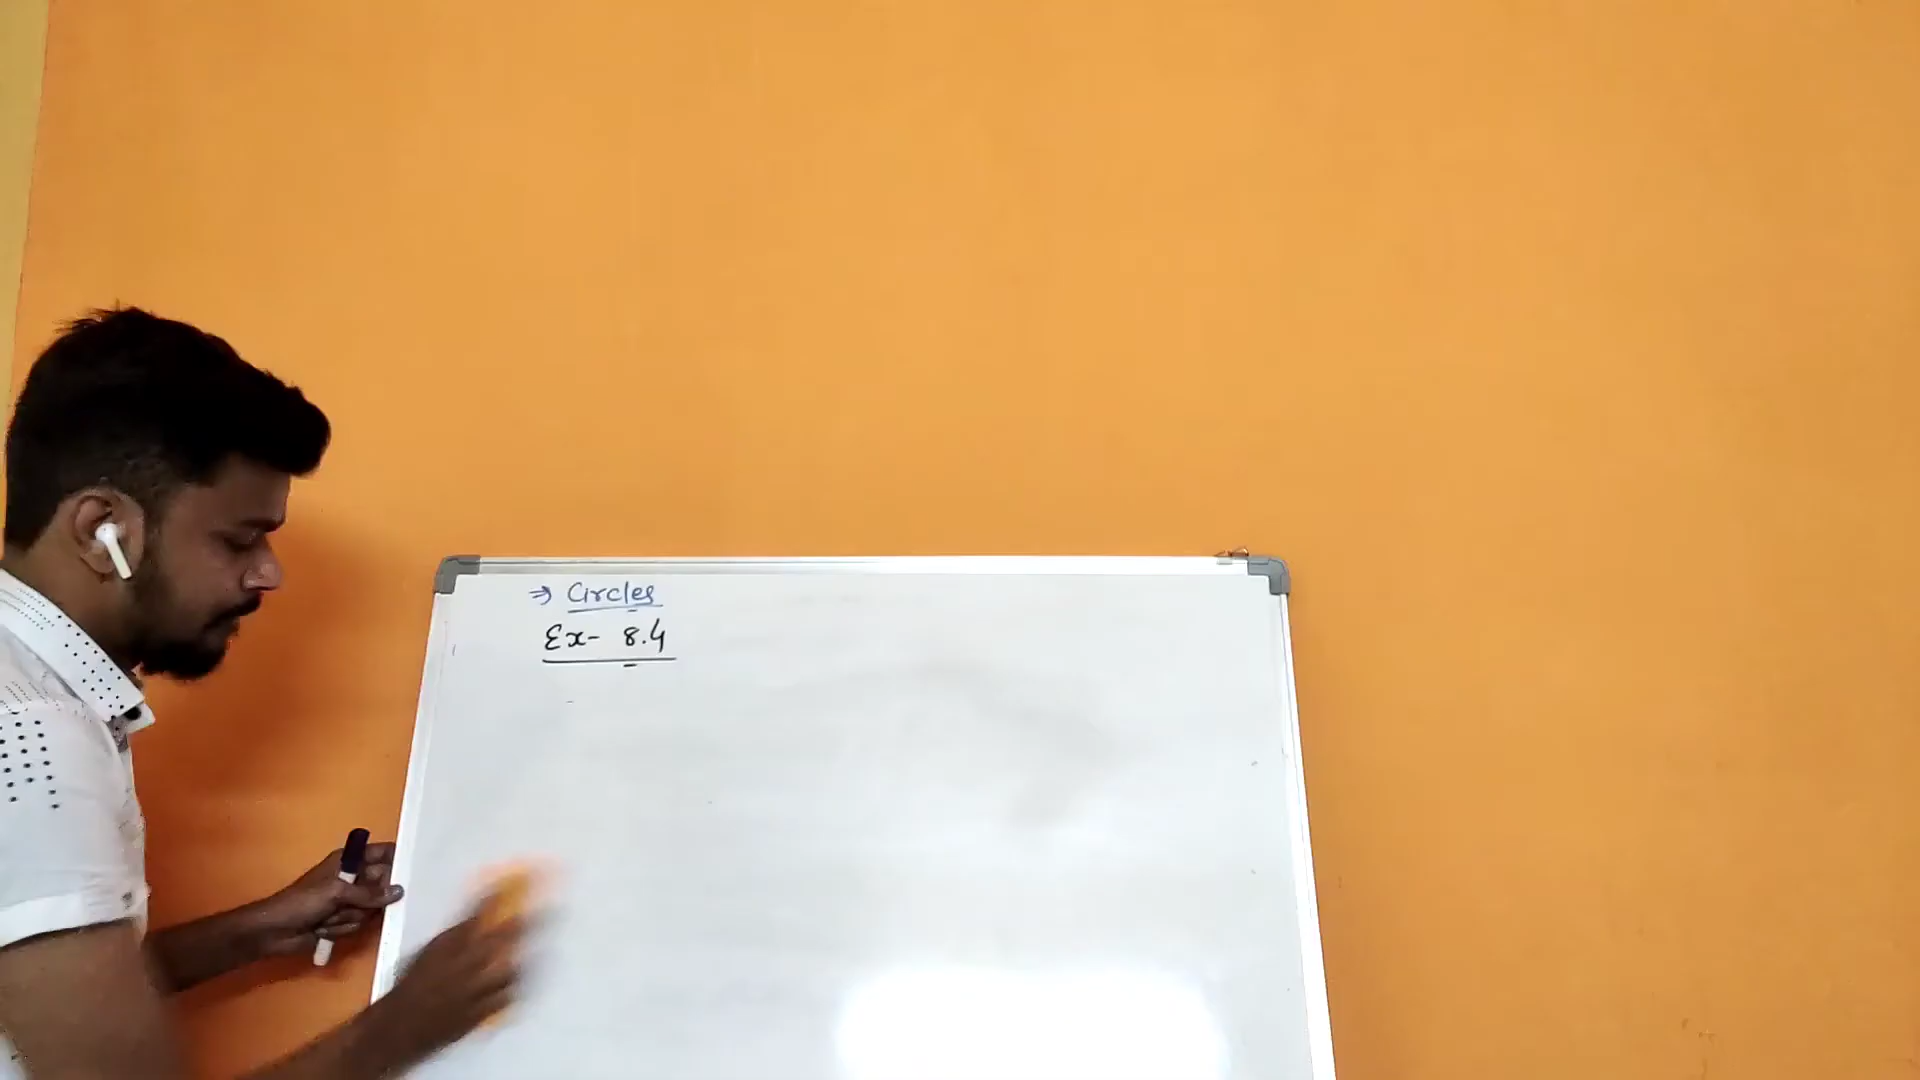 ⇒ Circles
Ex- 8.4